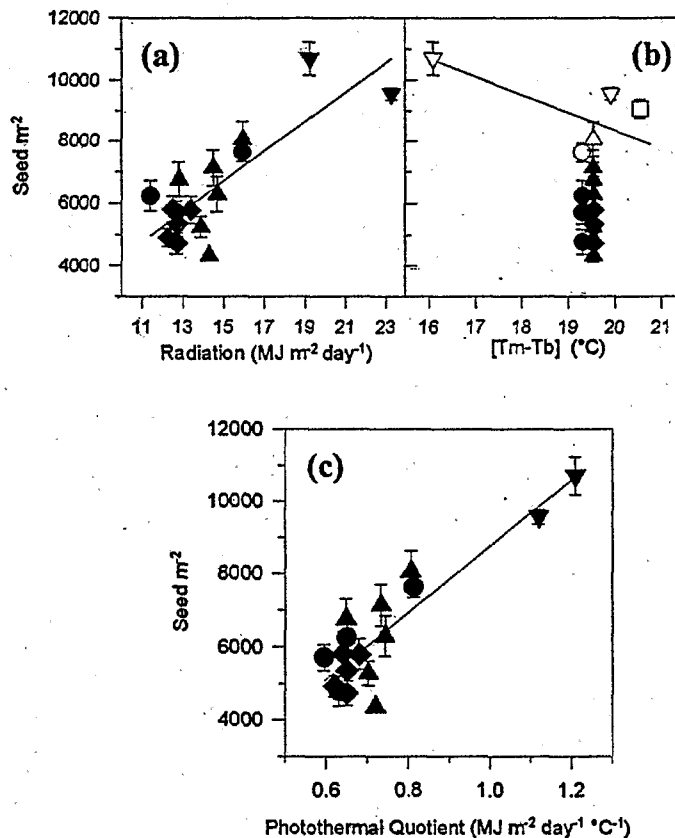 12000
10000
8000
6000
4000
Seed m⁻²
(a)
(b)
11 13 15 17 19 21 23
Radiation (MJ m⁻² day⁻¹)
16 17 18 19 20 21
[Tm-Tb] (°C)
12000
10000
8000
6000
4000
Seed m⁻²
(c)
0.6 0.8 1.0 1.2
Photothermal Quotient (MJ m⁻² day⁻¹ °C⁻¹)